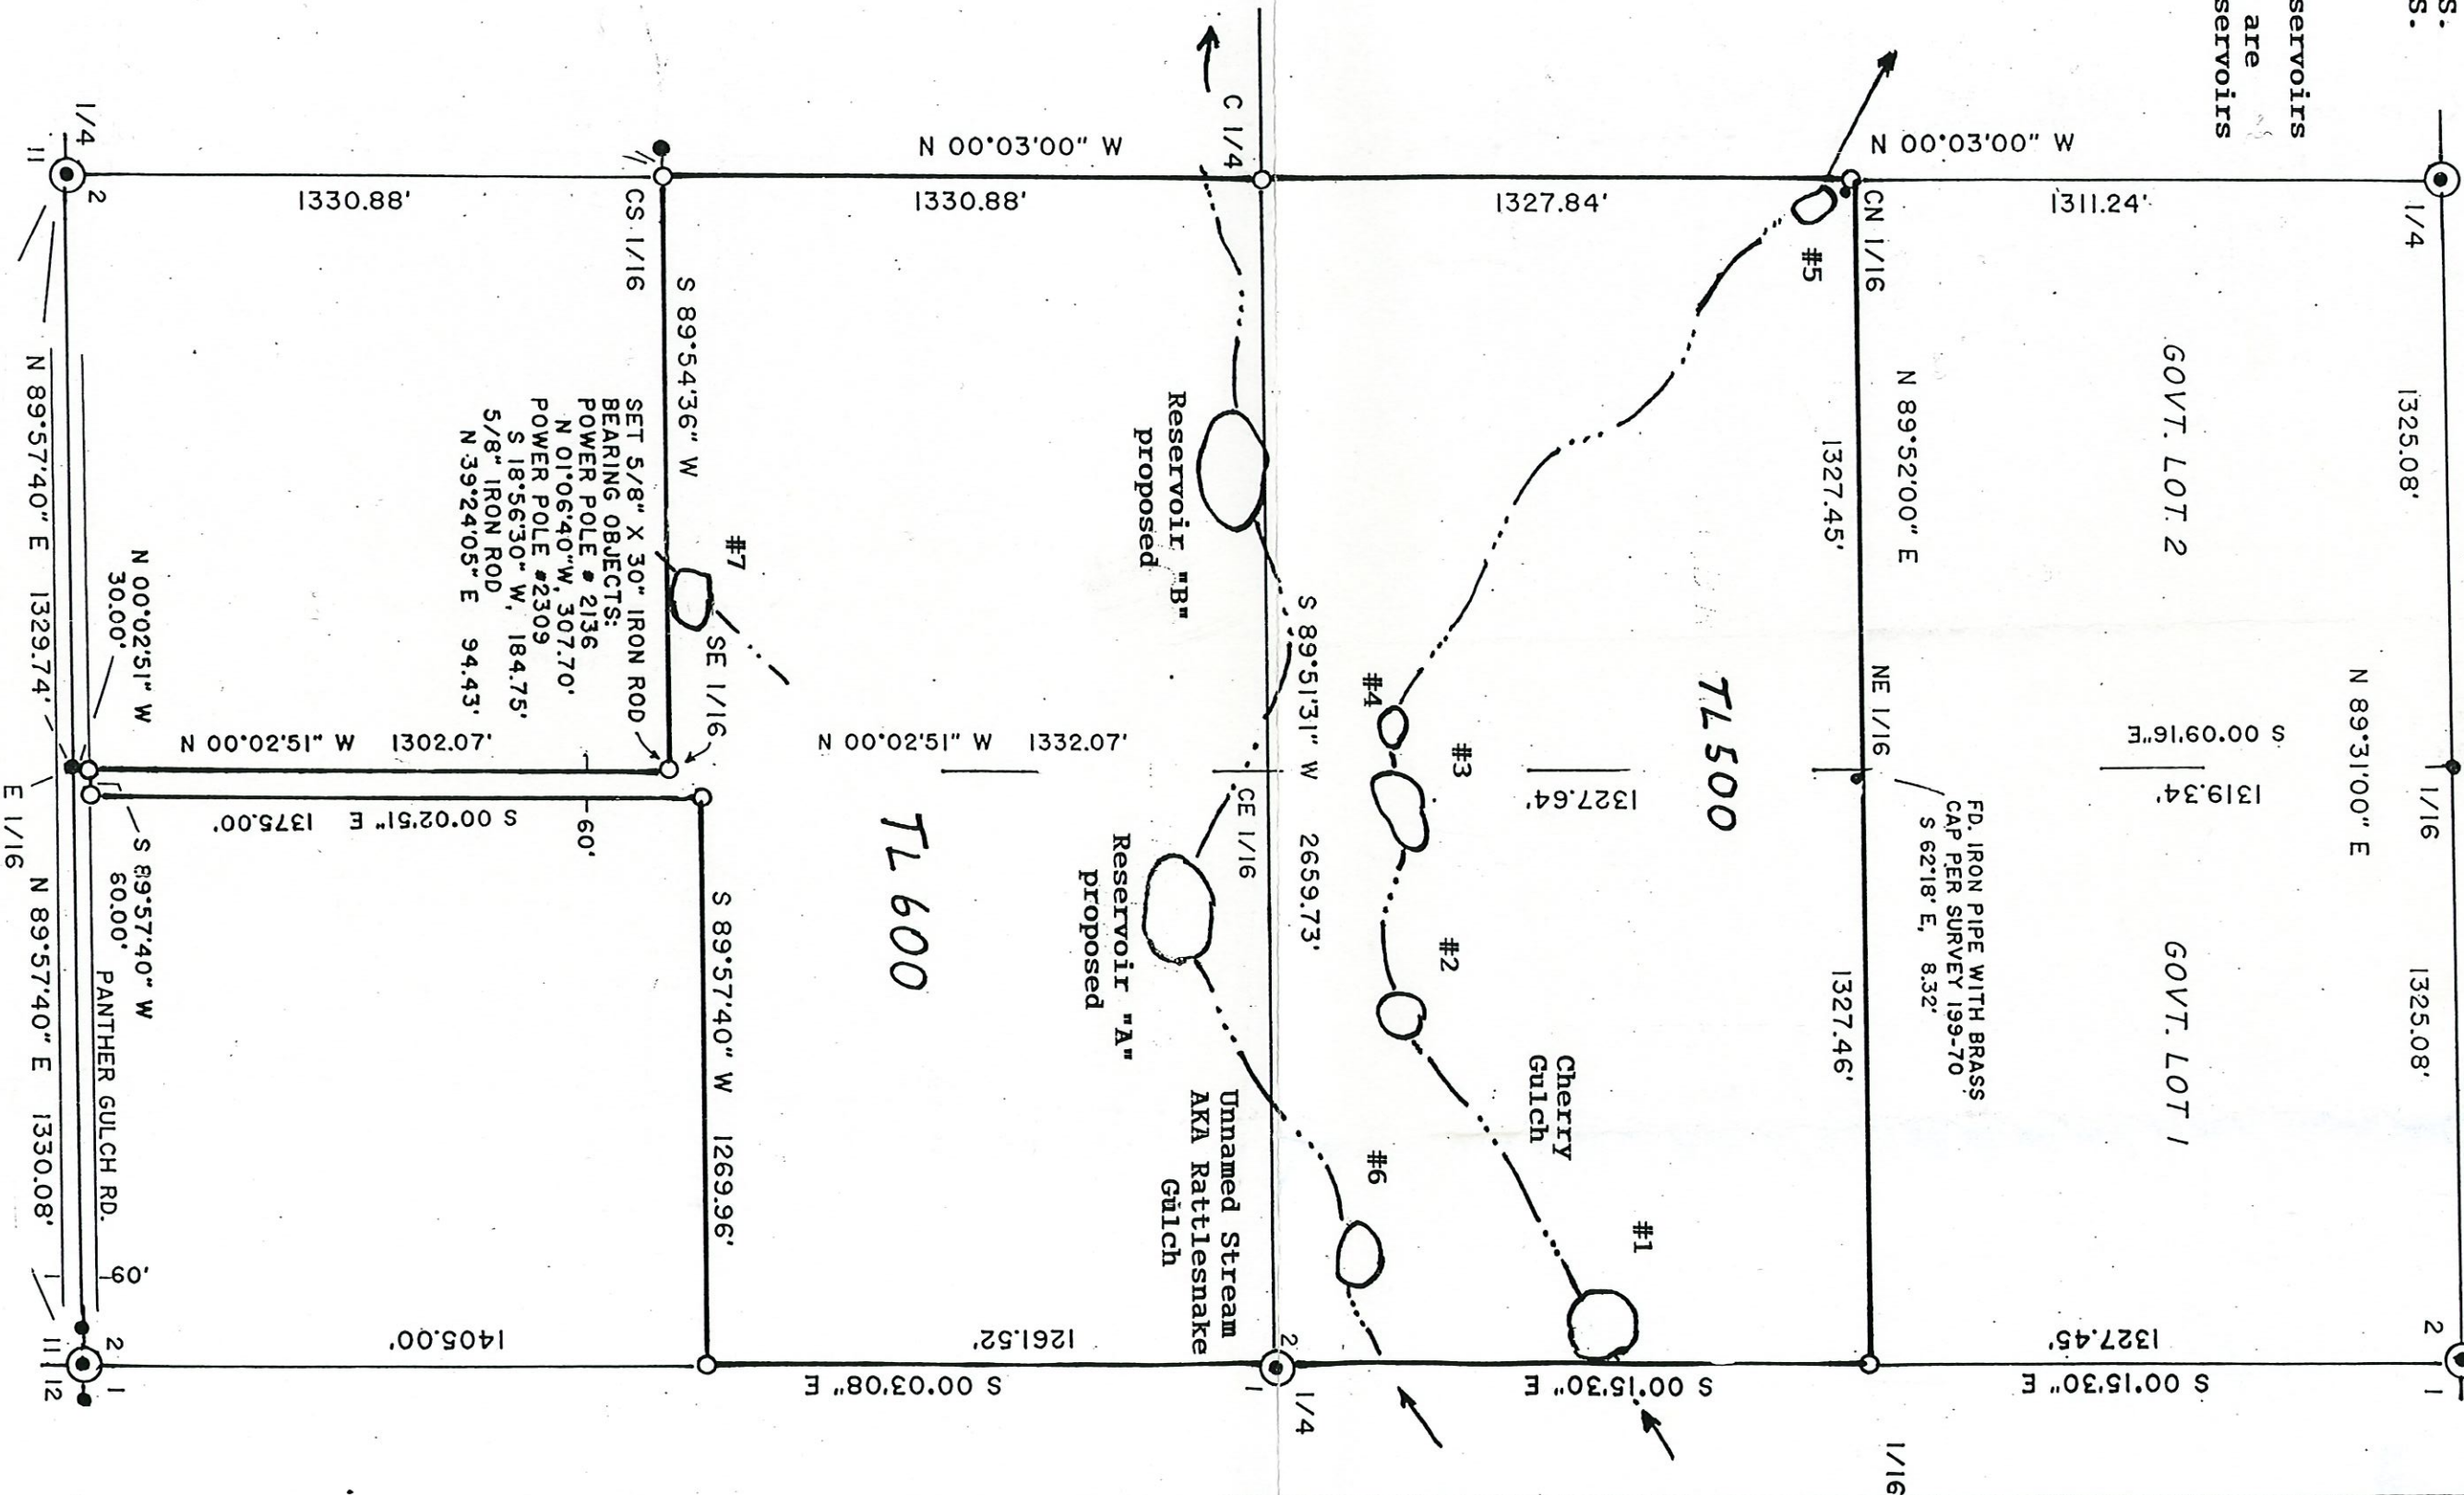 S.
S.
servoirs
are
servoirs
1/4
1325.08'
N 89°31'00" E
1/16
1325.08'
2
1
N 00°03'00" W
1311.24'
GOVT. LOT 2
S 00°09'16"E
1319.34'
GOVT. LOT 1
1327.45'
S 00°15'30" E
CN 1/16
N 89°52'00" E
1327.45'
NE 1/16
FD. IRON PIPE WITH BRASS
CAP PER SURVEY 199-70
S 62°18' E, 8.32'
1327.46'
1/16
#5
1327.84'
TL 500
1327.64'
Cherry
Gulch
#1
S 00°15'30" E
#4
#3
#2
#6
C 1/4
S 89°51'31" W 2659.73'
CE 1/16
2
1
1/4
Reservoir "B"
proposed
Reservoir "A"
proposed
Unnamed Stream
AKA Rattlesnake
Gulch
N 00°03'00" W
1330.88'
N 00°02'51" W 1332.07'
TL 600
1261.52'
S 00°03'08" E
CS 1/16
S 89°54'36" W
#7
SE 1/16
S 89°57'40" W 1269.96'
SET 5/8" X 30" IRON ROD
BEARING OBJECTS:
POWER POLE # 2136
N 01°06'40"W, 307.70'
POWER POLE #2309
S 18°56'30" W, 184.75'
5/8" IRON ROD
N 39°24'05" E 94.43'
1330.88'
N 00°02'51" W 1302.07'
S 00°02'51" E 1375.00'
60'
1405.00'
N 00°02'51" W
30.00'
S 89°57'40" W
60.00'
PANTHER GULCH RD.
60'
1/4
11
2
N 89°57'40" E 1329.74'
E 1/16
N 89°57'40" E 1330.08'
2
11
1
12